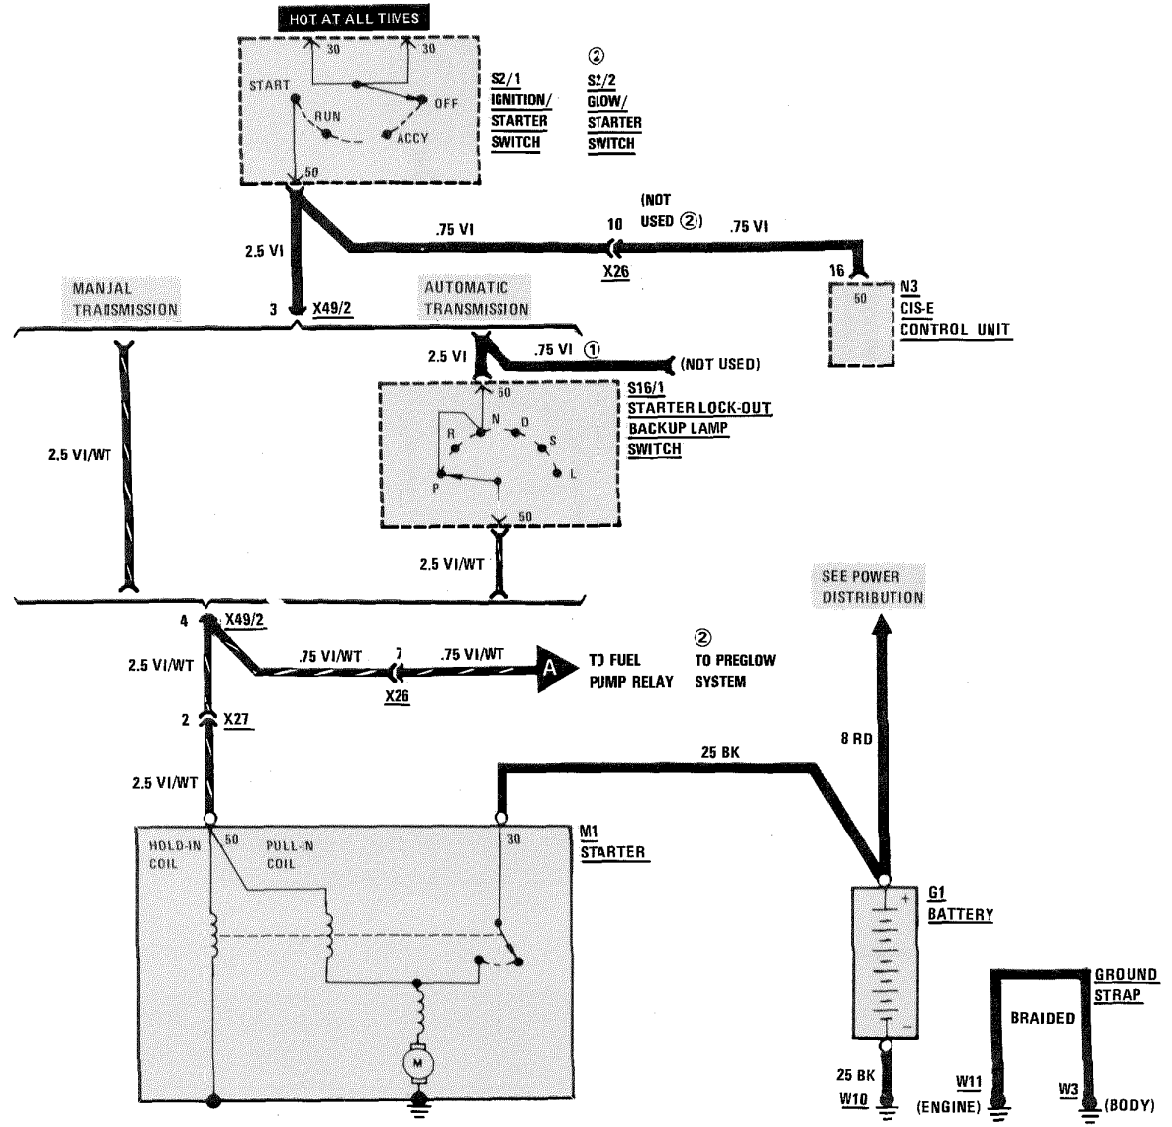 HOT AT ALL TIMES
30
30
START
RUN
OFF
ACCY
50
S2/1
IGNITION/
STARTER
SWITCH
②
S2/2
GLOW/
STARTER
SWITCH
2.5 VI
.75 VI
10
(NOT
USED ②)
.75 VI
X26
16
50
N3
CIS-E
CONTROL UNIT
MANUAL
TRANSMISSION
3
X49/2
AUTOMATIC
TRANSMISSION
2.5 VI
.75 VI ①
(NOT USED)
S16/1
STARTER LOCK-OUT
BACKUP LAMP
SWITCH
50
P
R
N
D
S
L
50
2.5 VI/WT
2.5 VI/WT
SEE POWER
DISTRIBUTION
4
X49/2
2.5 VI/WT
.75 VI/WT
7
.75 VI/WT
X26
A
TO FUEL
PUMP RELAY
②
TO PREGLOW
SYSTEM
2
X27
2.5 VI/WT
25 BK
8 RD
HOLD-IN
COIL
50
PULL-IN
COIL
30
M1
STARTER
M
+
G1
BATTERY
−
25 BK
W10
GROUND
STRAP
BRAIDED
W11
(ENGINE)
W3
(BODY)